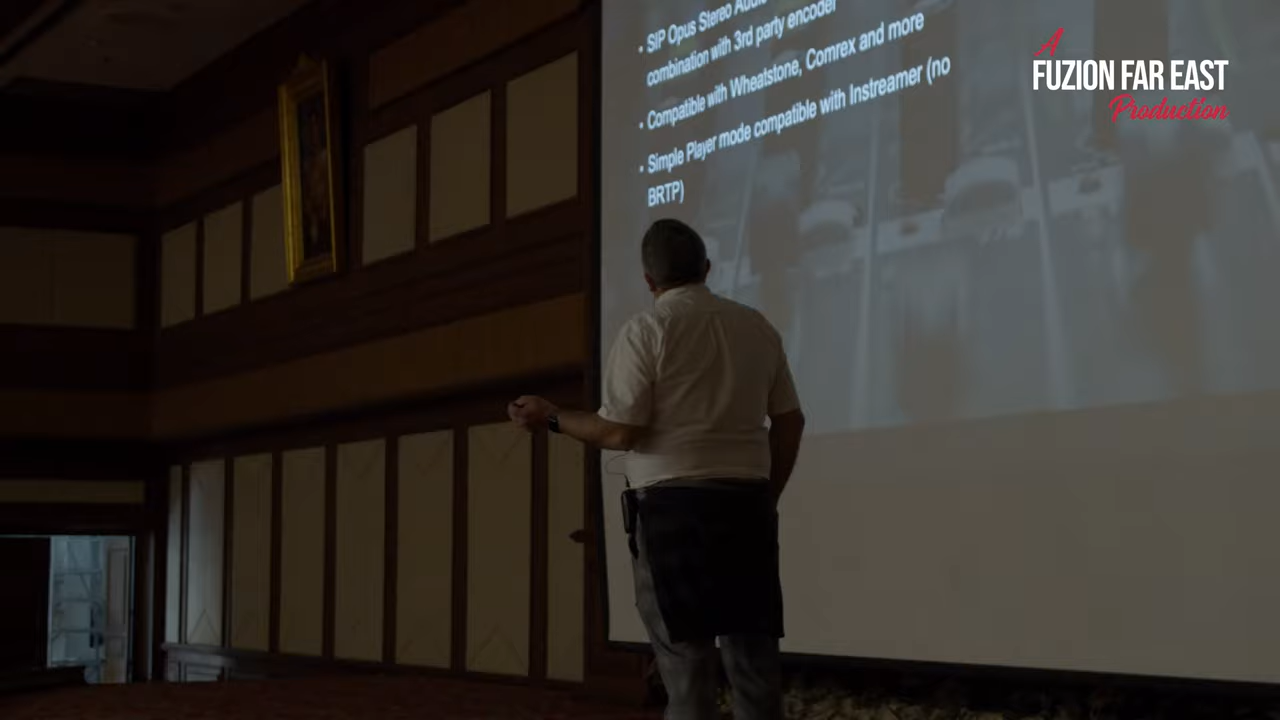 • SIP Opus Stereo Audio
combination with 3rd party encoder
• Compatible with Wheatstone, Comrex and more
• Simple Player mode compatible with Instreamer (no
BRTP)
A
FUZION FAR EAST
Production